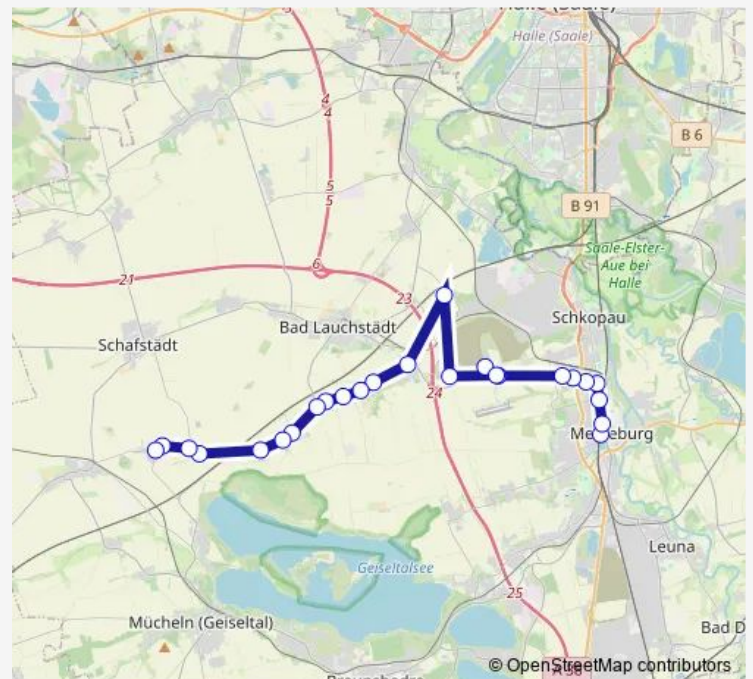 Halle (Saale)
Halle (Saale)
4
4
5
5
B 6
B 91
Saale-Elster-
Aue bei
Halle
21
6
23
Bad Lauchstädt
Schkopau
Schafstädt
24
Leuna
Geiseltalsee
25
Mücheln (Geiseltal)
Bad D
© OpenStreetMap contributors